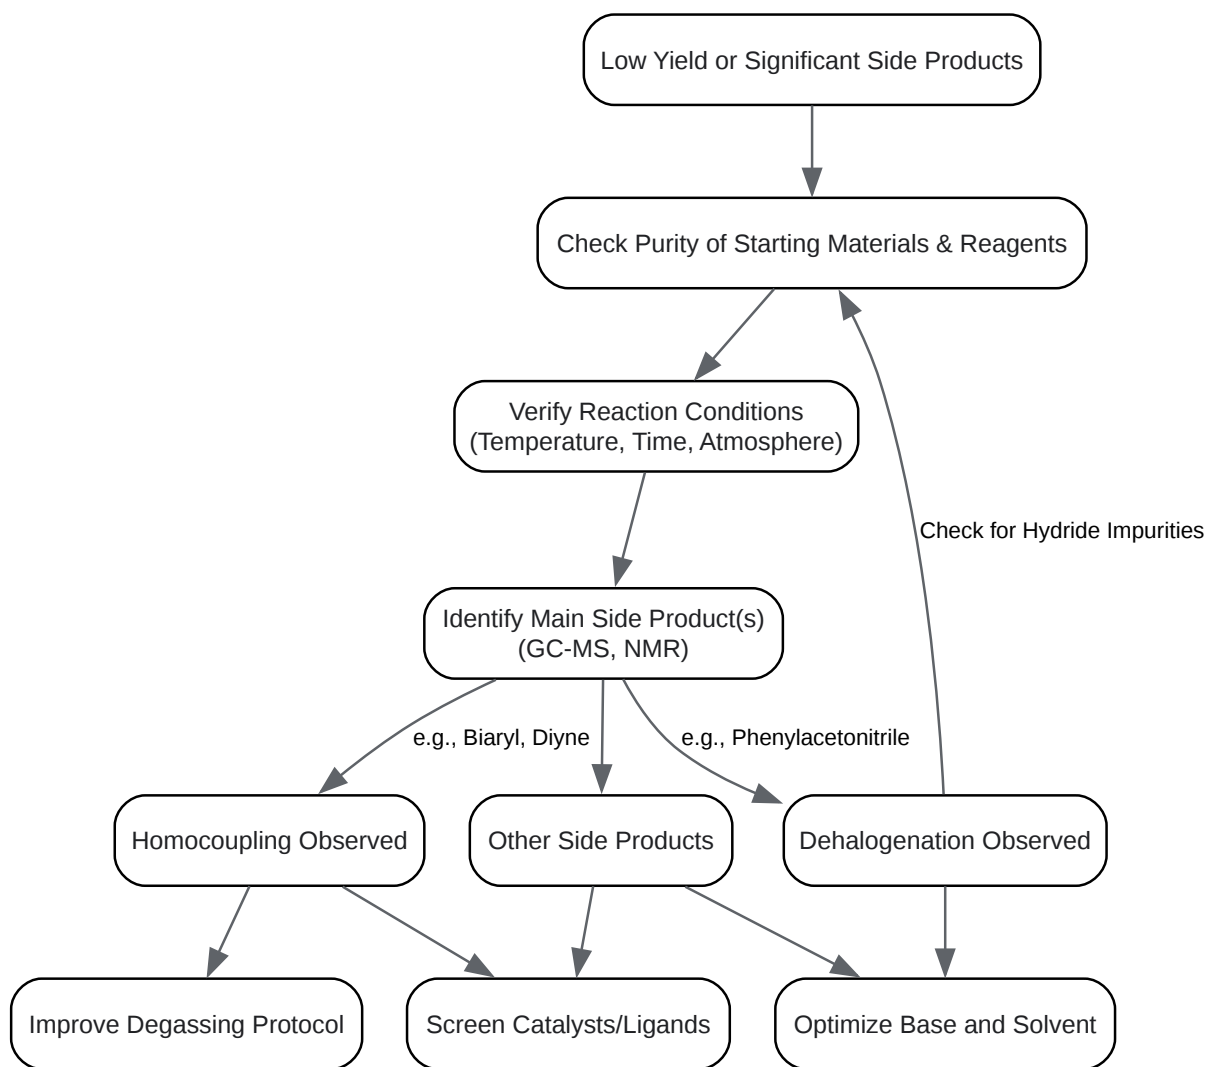 Low Yield or Significant Side Products
Check Purity of Starting Materials & Reagents
Verify Reaction Conditions
(Temperature, Time, Atmosphere)
Check for Hydride Impurities
Identify Main Side Product(s)
(GC-MS, NMR)
e.g., Biaryl, Diyne
e.g., Phenylacetonitrile
Homocoupling Observed
Other Side Products
Dehalogenation Observed
Improve Degassing Protocol
Screen Catalysts/Ligands
Optimize Base and Solvent